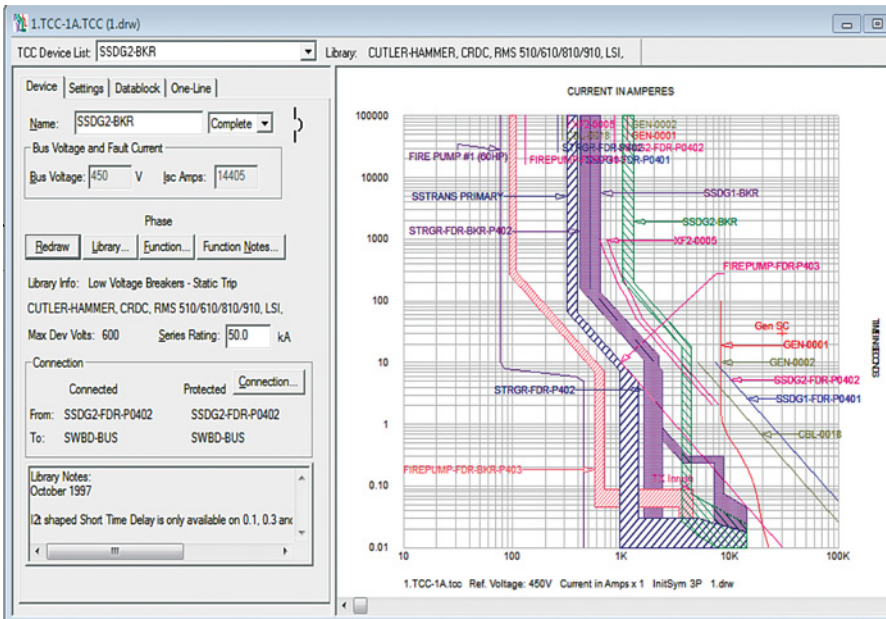 1.TCC-1A.TCC (1.drw)
TCC Device List: SSDG2-BKR Library: CUTLER-HAMMER, CRDC, RMS 510/610/810/910, LSI,
Device Settings Datablock One-Line
Name: SSDG2-BKR Complete
Bus Voltage and Fault Current
Bus Voltage: 450 V Isc Amps: 14405
Phase
Redraw Library... Function... Function Notes...
Library Info: Low Voltage Breakers - Static Trip
CUTLER-HAMMER, CRDC, RMS 510/610/810/910, LSI,
Max Dev Volts: 600 Series Rating: 50.0 kA
Connection
Connection...
Connected Protected
From: SSDG2-FDR-P0402 SSDG2-FDR-P0402
To: SWBD-BUS SWBD-BUS
Library Notes:
October 1997
I2t shaped Short Time Delay is only available on 0.1, 0.3 and
CURRENT IN AMPERES
100000
10000
1000
100
10
1
0.10
0.01
10 100 1K 10K 100K
TIME IN SECONDS
GEN-0002
GEN-0001
FIRE PUMP #1 (60HP)
SSTRANS PRIMARY
SSDG1-BKR
SSDG2-BKR
STRGR-FDR-BKR-P402
XF2-0005
FIREPUMP-FDR-P403
Gen SC
GEN-0001
GEN-0002
SSDG2-FDR-P0402
SSDG1-FDR-P0401
STRGR-FDR-P402
CBL-0018
FIREPUMP-FDR-BKR-P403
TX Inrush
1.TCC-1A.tcc Ref. Voltage: 450V Current in Amps x 1 InitSym 3P 1.drw